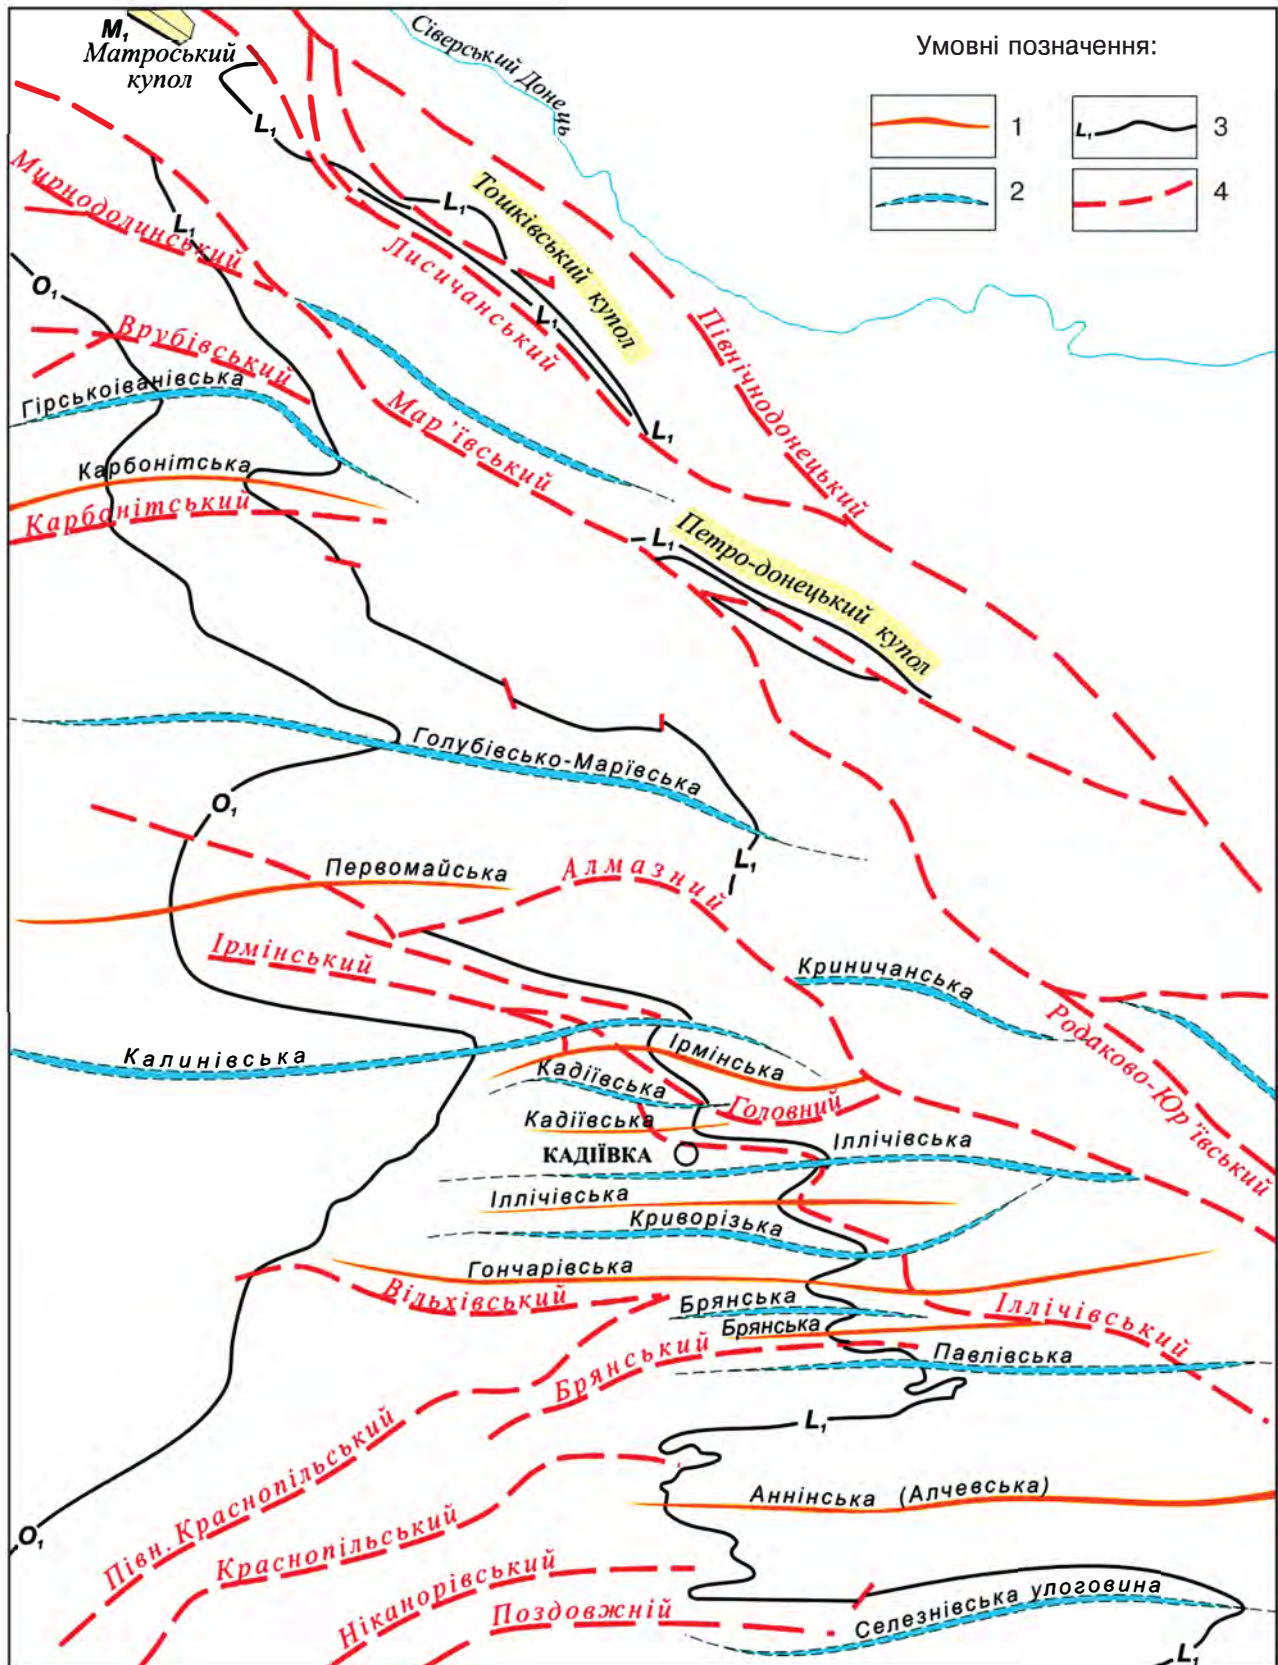 M₁
Матроський
купол
Сіверський Донець
Умовні позначення:
1
L₁
3
2
4
L₁
Мирнодолинський
L₁
L₁
Тошківський купол
Лисичанський
O₁
L₁
Врубівський
Північнодонецький
Гірськоіванівська
Мар’ївський
L₁
Карбонітська
Карбонітський
L₁
Петро-донецький купол
Голубівсько-Марївська
O₁
L₁
Первомайська
Алмазний
Ірмінський
Криничанська
Родаково-Юр’ївський
Калинівська
Ірмінська
Кадіївська
Головний
Кадіївська
КАДІЇВКА
Іллічівська
Іллічівська
Криворізька
Гончарівська
Вільхівський
Брянська
Іллічівський
Брянська
Брянський
Павлівська
L₁
Півн. Краснопільський
Аннінська (Алчевська)
O₁
Краснопільський
Ніканорівський
Поздовжній
Селезнівська улоговина
L₁